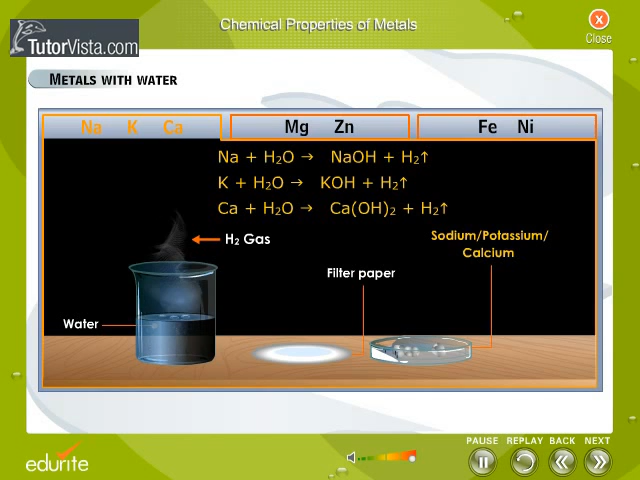 Chemical Properties of Metals
X
Close
TutorVista.com
METALS WITH WATER
Na K Ca
Mg Zn
Fe Ni
Na + H₂O → NaOH + H₂↑
K + H₂O → KOH + H₂↑
Ca + H₂O → Ca(OH)₂ + H₂↑
H₂ Gas
Sodium/Potassium/
Calcium
Filter paper
Water
PAUSE REPLAY BACK NEXT
edurite